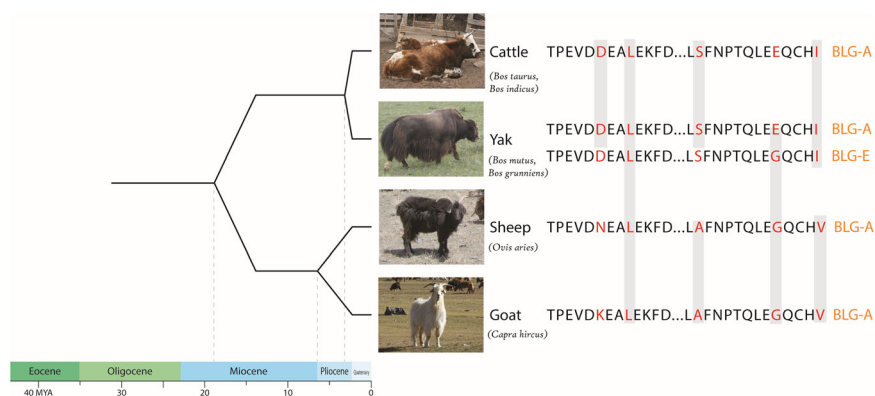 Cattle TPEVDDEALEKFD...LSFNPTQLEEQCHI BLG-A
(Bos taurus,
Bos indicus)
TPEVDDEALEKFD...LSFNPTQLEEQCHI BLG-A
Yak
TPEVDDEALEKFD...LSFNPTQLEGQCHI BLG-E
(Bos mutus,
Bos grunniens)
Sheep TPEVDNEALEKFD...LAFNPTQLEGQCHV BLG-A
(Ovis aries)
Goat TPEVDKEALEKFD...LAFNPTQLEGQCHV BLG-A
(Capra hircus)
Eocene Oligocene Miocene Pliocene Quaternary
40 MYA 30 20 10 0